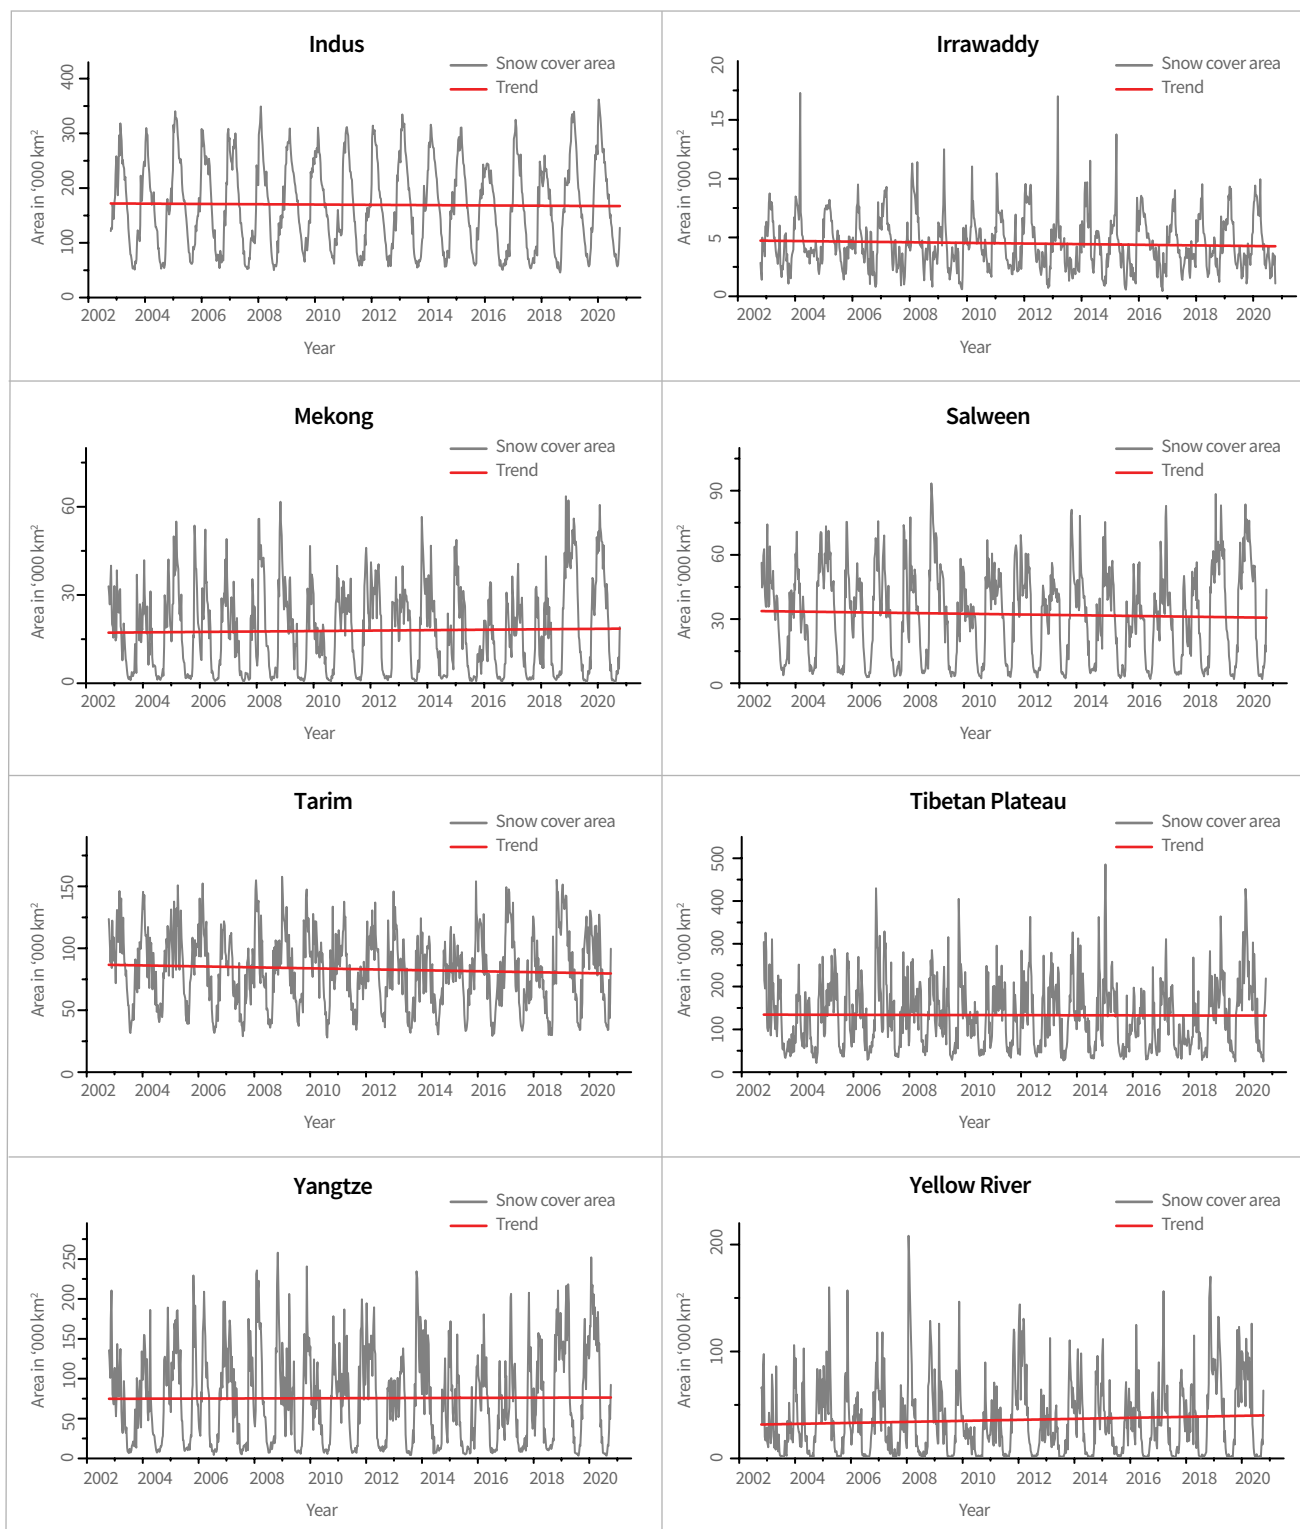 Indus
Snow cover area
Trend
Area in ‘000 km²
400
300
200
100
0
2002 2004 2006 2008 2010 2012 2014 2016 2018 2020
Year
Irrawaddy
Snow cover area
Trend
Area in ‘000 km²
20
15
10
5
0
2002 2004 2006 2008 2010 2012 2014 2016 2018 2020
Year
Mekong
Snow cover area
Trend
Area in ‘000 km²
60
30
0
2002 2004 2006 2008 2010 2012 2014 2016 2018 2020
Year
Salween
Snow cover area
Trend
Area in ‘000 km²
90
60
30
0
2002 2004 2006 2008 2010 2012 2014 2016 2018 2020
Year
Tarim
Snow cover area
Trend
Area in ‘000 km²
150
100
50
0
2002 2004 2006 2008 2010 2012 2014 2016 2018 2020
Year
Tibetan Plateau
Snow cover area
Trend
Area in ‘000 km²
500
400
300
200
100
0
2002 2004 2006 2008 2010 2012 2014 2016 2018 2020
Year
Yangtze
Snow cover area
Trend
Area in ‘000 km²
250
200
150
100
50
0
2002 2004 2006 2008 2010 2012 2014 2016 2018 2020
Year
Yellow River
Snow cover area
Trend
Area in ‘000 km²
200
100
0
2002 2004 2006 2008 2010 2012 2014 2016 2018 2020
Year